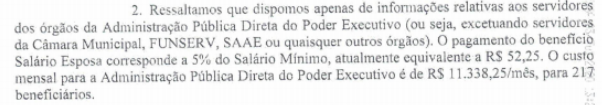 2. Ressaltamos que dispomos apenas de informações relativas aos servidores
dos órgãos da Administração Pública Direta do Poder Executivo (ou seja, excetuando servidores
da Câmara Municipal, FUNSERV, SAAE ou quaisquer outros órgãos). O pagamento do benefício
Salário Esposa corresponde a 5% do Salário Mínimo, atualmente equivalente a R$ 52,25. O custo
mensal para a Administração Pública Direta do Poder Executivo é de R$ 11.338,25/mês, para 217
beneficiários.